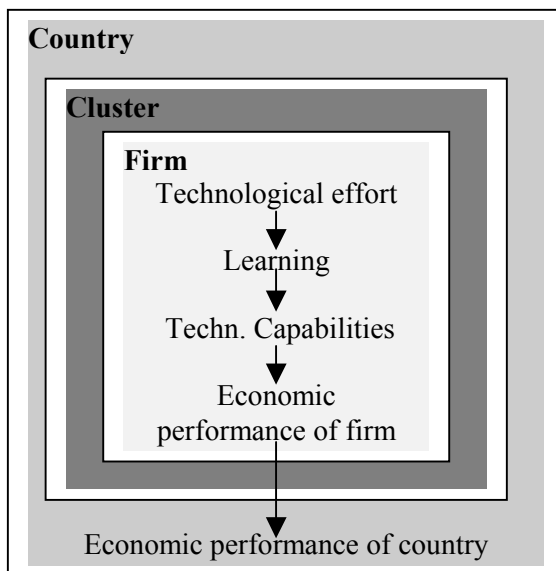 Country
Cluster
Firm
Technological effort
Learning
Techn. Capabilities
Economic
performance of firm
Economic performance of country